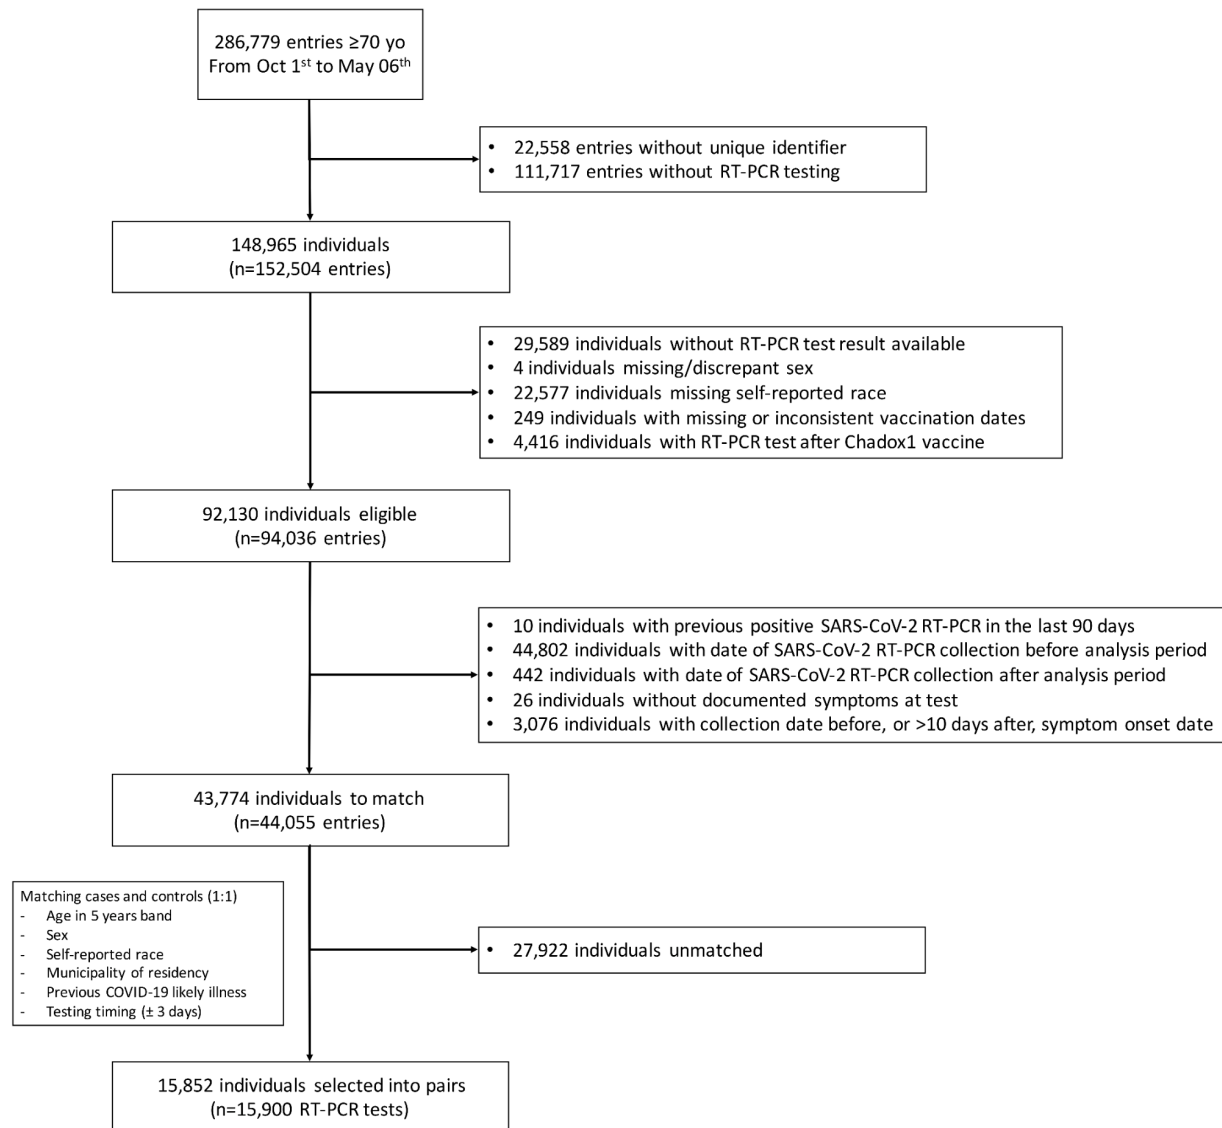 286,779 entries ≥70 yo
From Oct 1st to May 06th
• 22,558 entries without unique identifier
• 111,717 entries without RT-PCR testing
148,965 individuals
(n=152,504 entries)
• 29,589 individuals without RT-PCR test result available
• 4 individuals missing/discrepant sex
• 22,577 individuals missing self-reported race
• 249 individuals with missing or inconsistent vaccination dates
• 4,416 individuals with RT-PCR test after Chadox1 vaccine
92,130 individuals eligible
(n=94,036 entries)
• 10 individuals with previous positive SARS-CoV-2 RT-PCR in the last 90 days
• 44,802 individuals with date of SARS-CoV-2 RT-PCR collection before analysis period
• 442 individuals with date of SARS-CoV-2 RT-PCR collection after analysis period
• 26 individuals without documented symptoms at test
• 3,076 individuals with collection date before, or >10 days after, symptom onset date
43,774 individuals to match
(n=44,055 entries)
Matching cases and controls (1:1)
- Age in 5 years band
- Sex
- Self-reported race
- Municipality of residency
- Previous COVID-19 likely illness
- Testing timing (± 3 days)
• 27,922 individuals unmatched
15,852 individuals selected into pairs
(n=15,900 RT-PCR tests)